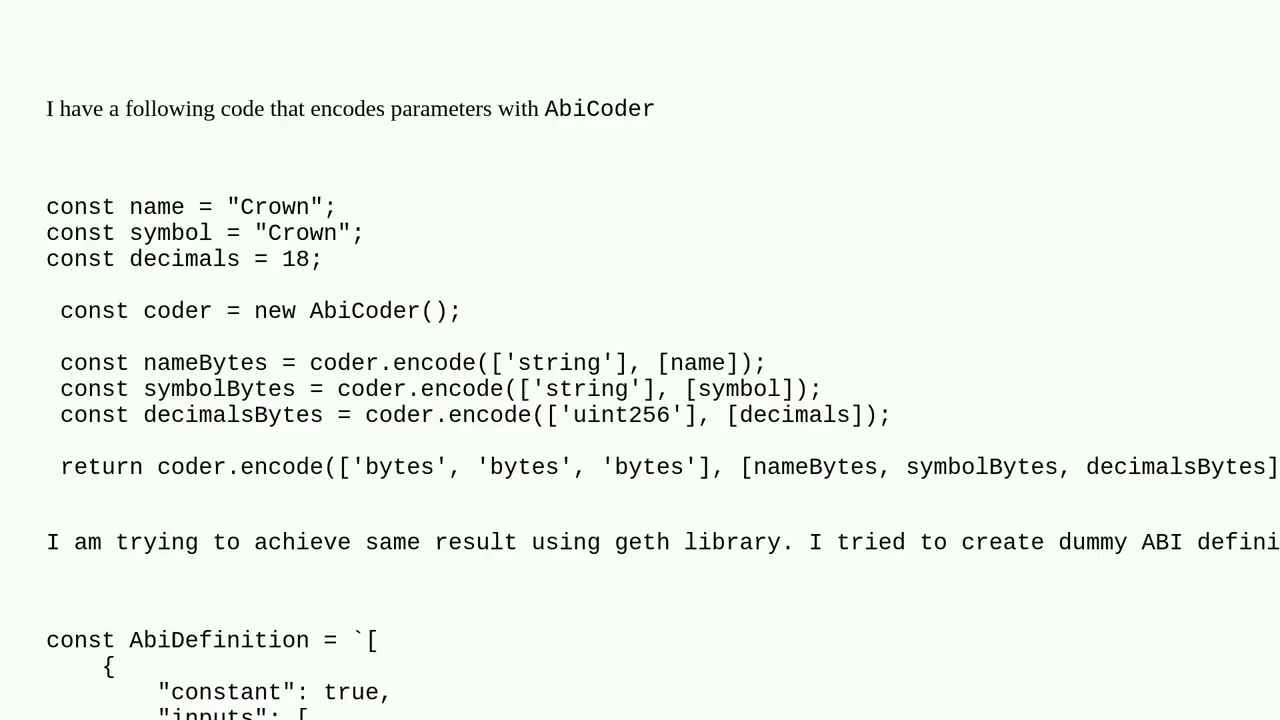 I have a following code that encodes parameters with AbiCoder
const name = "Crown";
const symbol = "Crown";
const decimals = 18;
const coder = new AbiCoder();
const nameBytes = coder.encode(['string'], [name]);
const symbolBytes = coder.encode(['string'], [symbol]);
const decimalsBytes = coder.encode(['uint256'], [decimals]);
return coder.encode(['bytes', 'bytes', 'bytes'], [nameBytes, symbolBytes, decimalsBytes]
I am trying to achieve same result using geth library. I tried to create dummy ABI defini
const AbiDefinition = `[
{
"constant": true,
"inputs": [